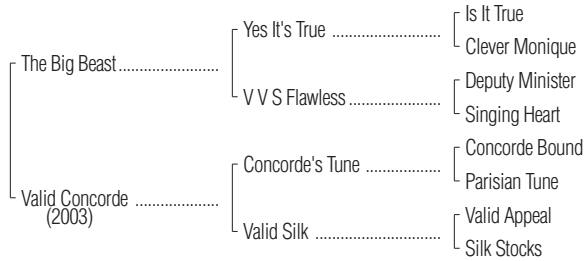 Is It True
Yes It's True ....................
Clever Monique
The Big Beast....................
Deputy Minister
V V S Flawless..................
Singing Heart
Concorde Bound
Concorde's Tune ...............
Parisian Tune
Valid Concorde ................
(2003)
Valid Appeal
Valid Silk .........................
Silk Stocks